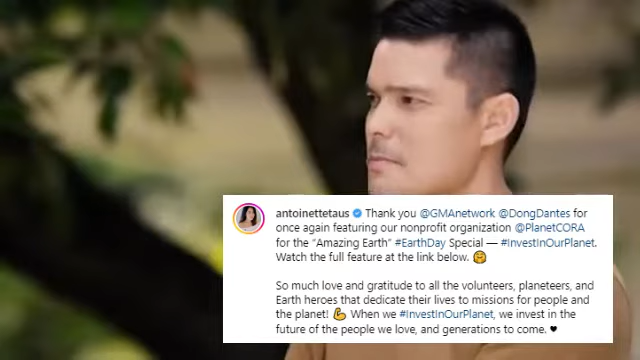 antoinettetaus Thank you @GMAnetwork @DongDantes for
once again featuring our nonprofit organization @PlanetCORA
for the “Amazing Earth” #EarthDay Special — #InvestInOurPlanet.
Watch the full feature at the link below. 🤗
So much love and gratitude to all the volunteers, planeteers, and
Earth heroes that dedicate their lives to missions for people and
the planet! 💪 When we #InvestInOurPlanet, we invest in the
future of the people we love, and generations to come. ♥